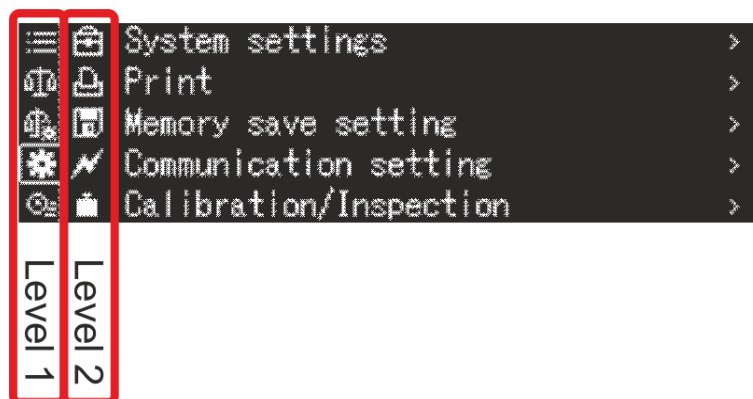 System settings >
Print >
Memory save setting >
Communication setting >
Calibration/Inspection >
Level 1
Level 2